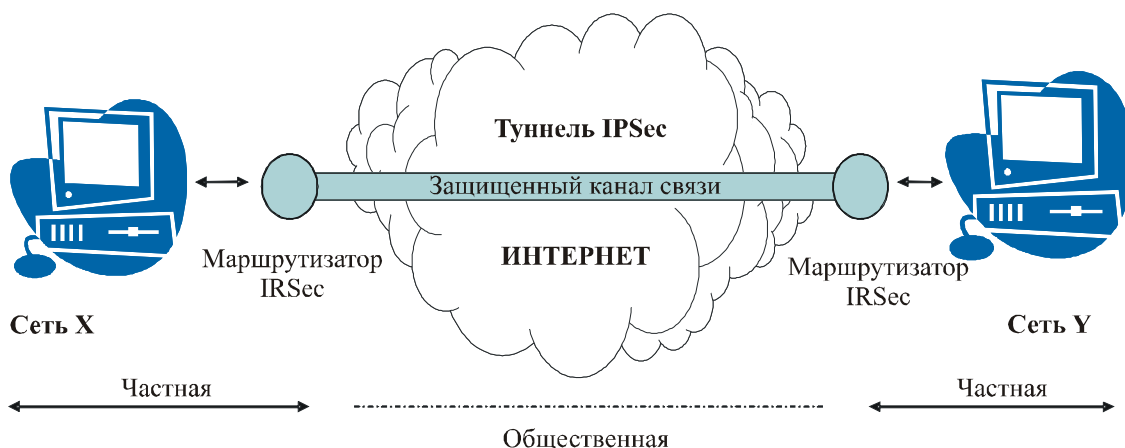 Туннель IPSec
Защищенный канал связи
ИНТЕРНЕТ
Маршрутизатор
IRSec
Маршрутизатор
IRSec
Сеть X
Сеть Y
Частная
Частная
Общественная